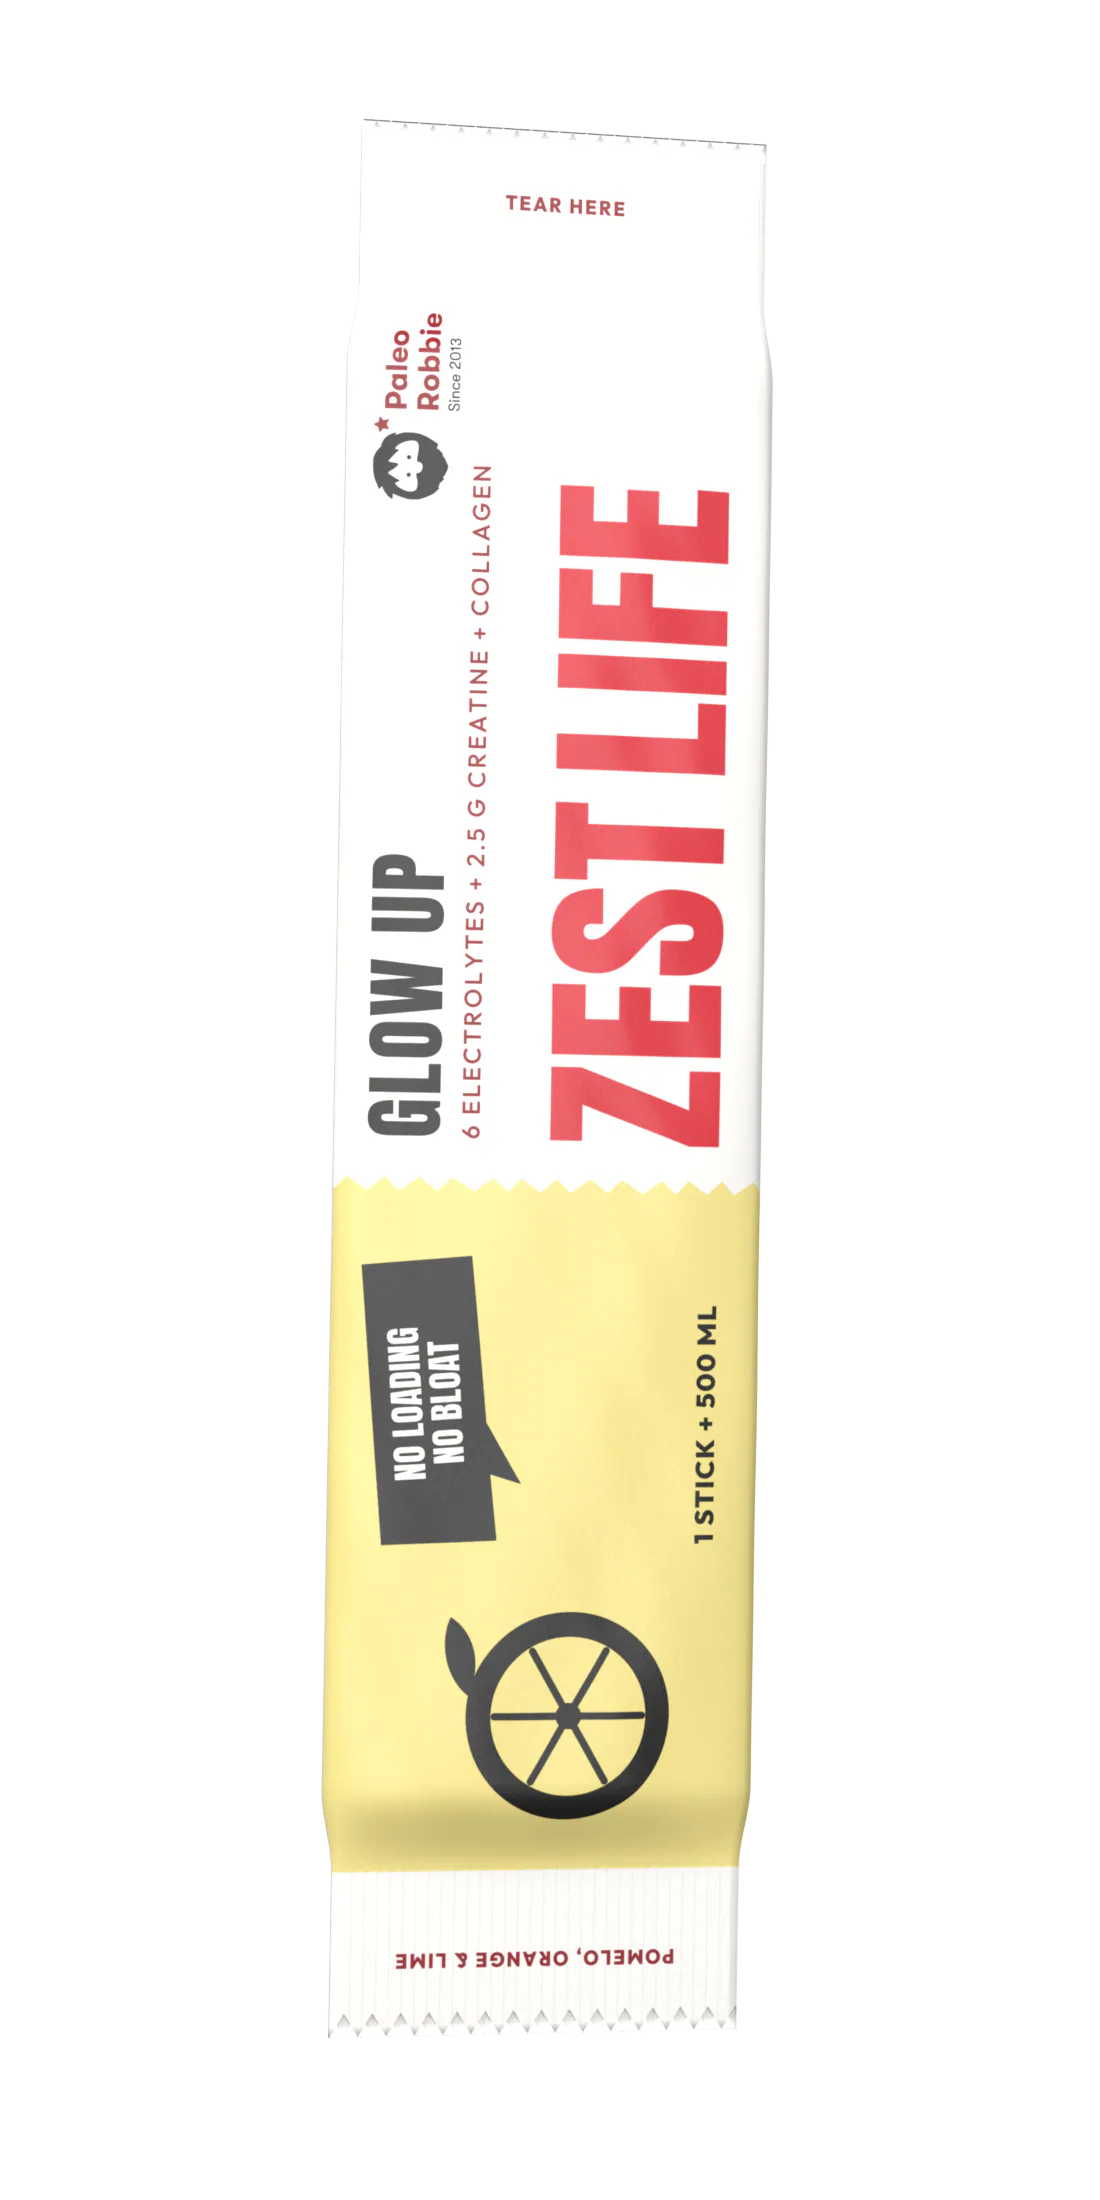 TEAR HERE
Paleo
Robbie
Since 2013
GLOW UP
6 ELECTROLYTES + 2.5 G CREATINE + COLLAGEN
ZEST LIFE
NO LOADING
NO BLOAT
1 STICK + 500 ML
POMELO, ORANGE & LIME